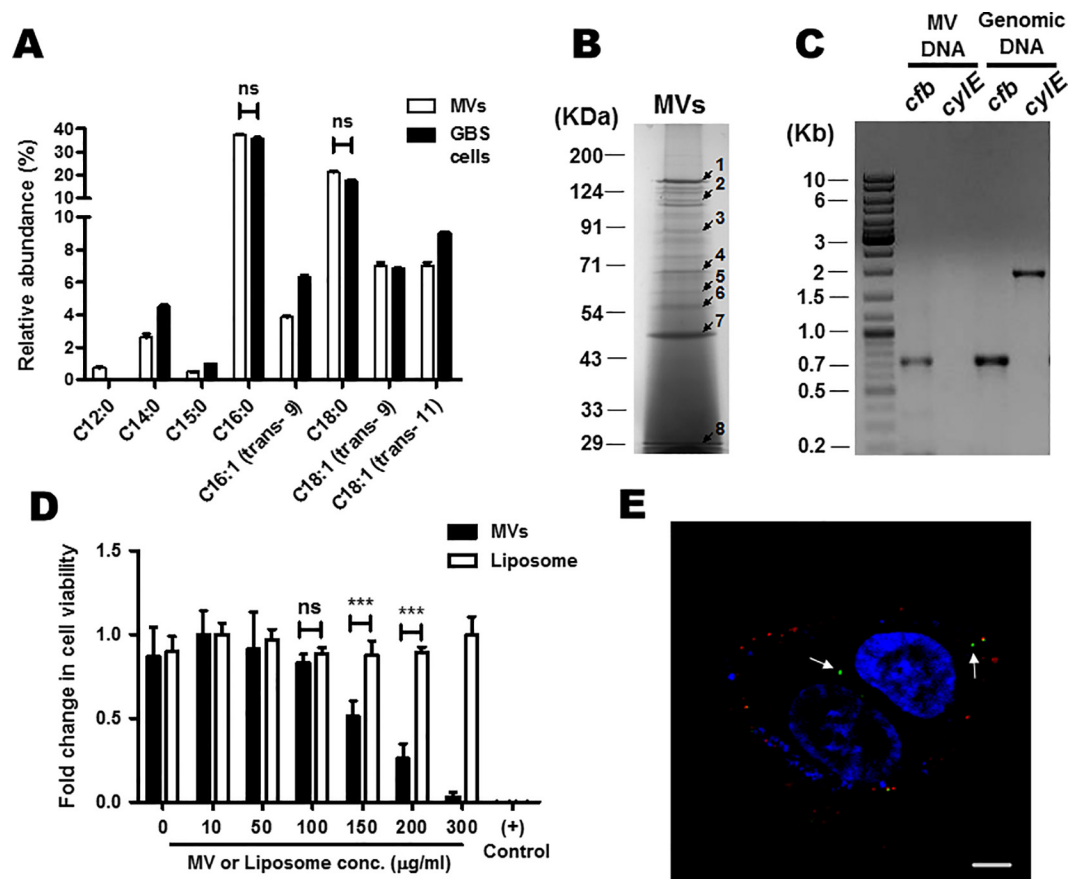 A
ns
ns
MVs
GBS
cells
Relative abundance (%)
40
30
20
10
8
6
4
2
0
C12:0
C14:0
C15:0
C16:0
C16:1 (trans- 9)
C18:0
C18:1 (trans- 9)
C18:1 (trans- 11)
B
(KDa)
MVs
200
124
91
71
54
43
33
29
1
2
3
4
5
6
7
8
C
MV
DNA
Genomic
DNA
cfb
cylE
cfb
cylE
(Kb)
10
6
3
2
1.5
1.0
0.7
0.5
0.2
D
MVs
Liposome
Fold change in cell viability
1.5
1.0
0.5
0.0
ns
***
***
0 10 50 100 150 200 300 (+)
Control
MV or Liposome conc. (µg/ml)
E